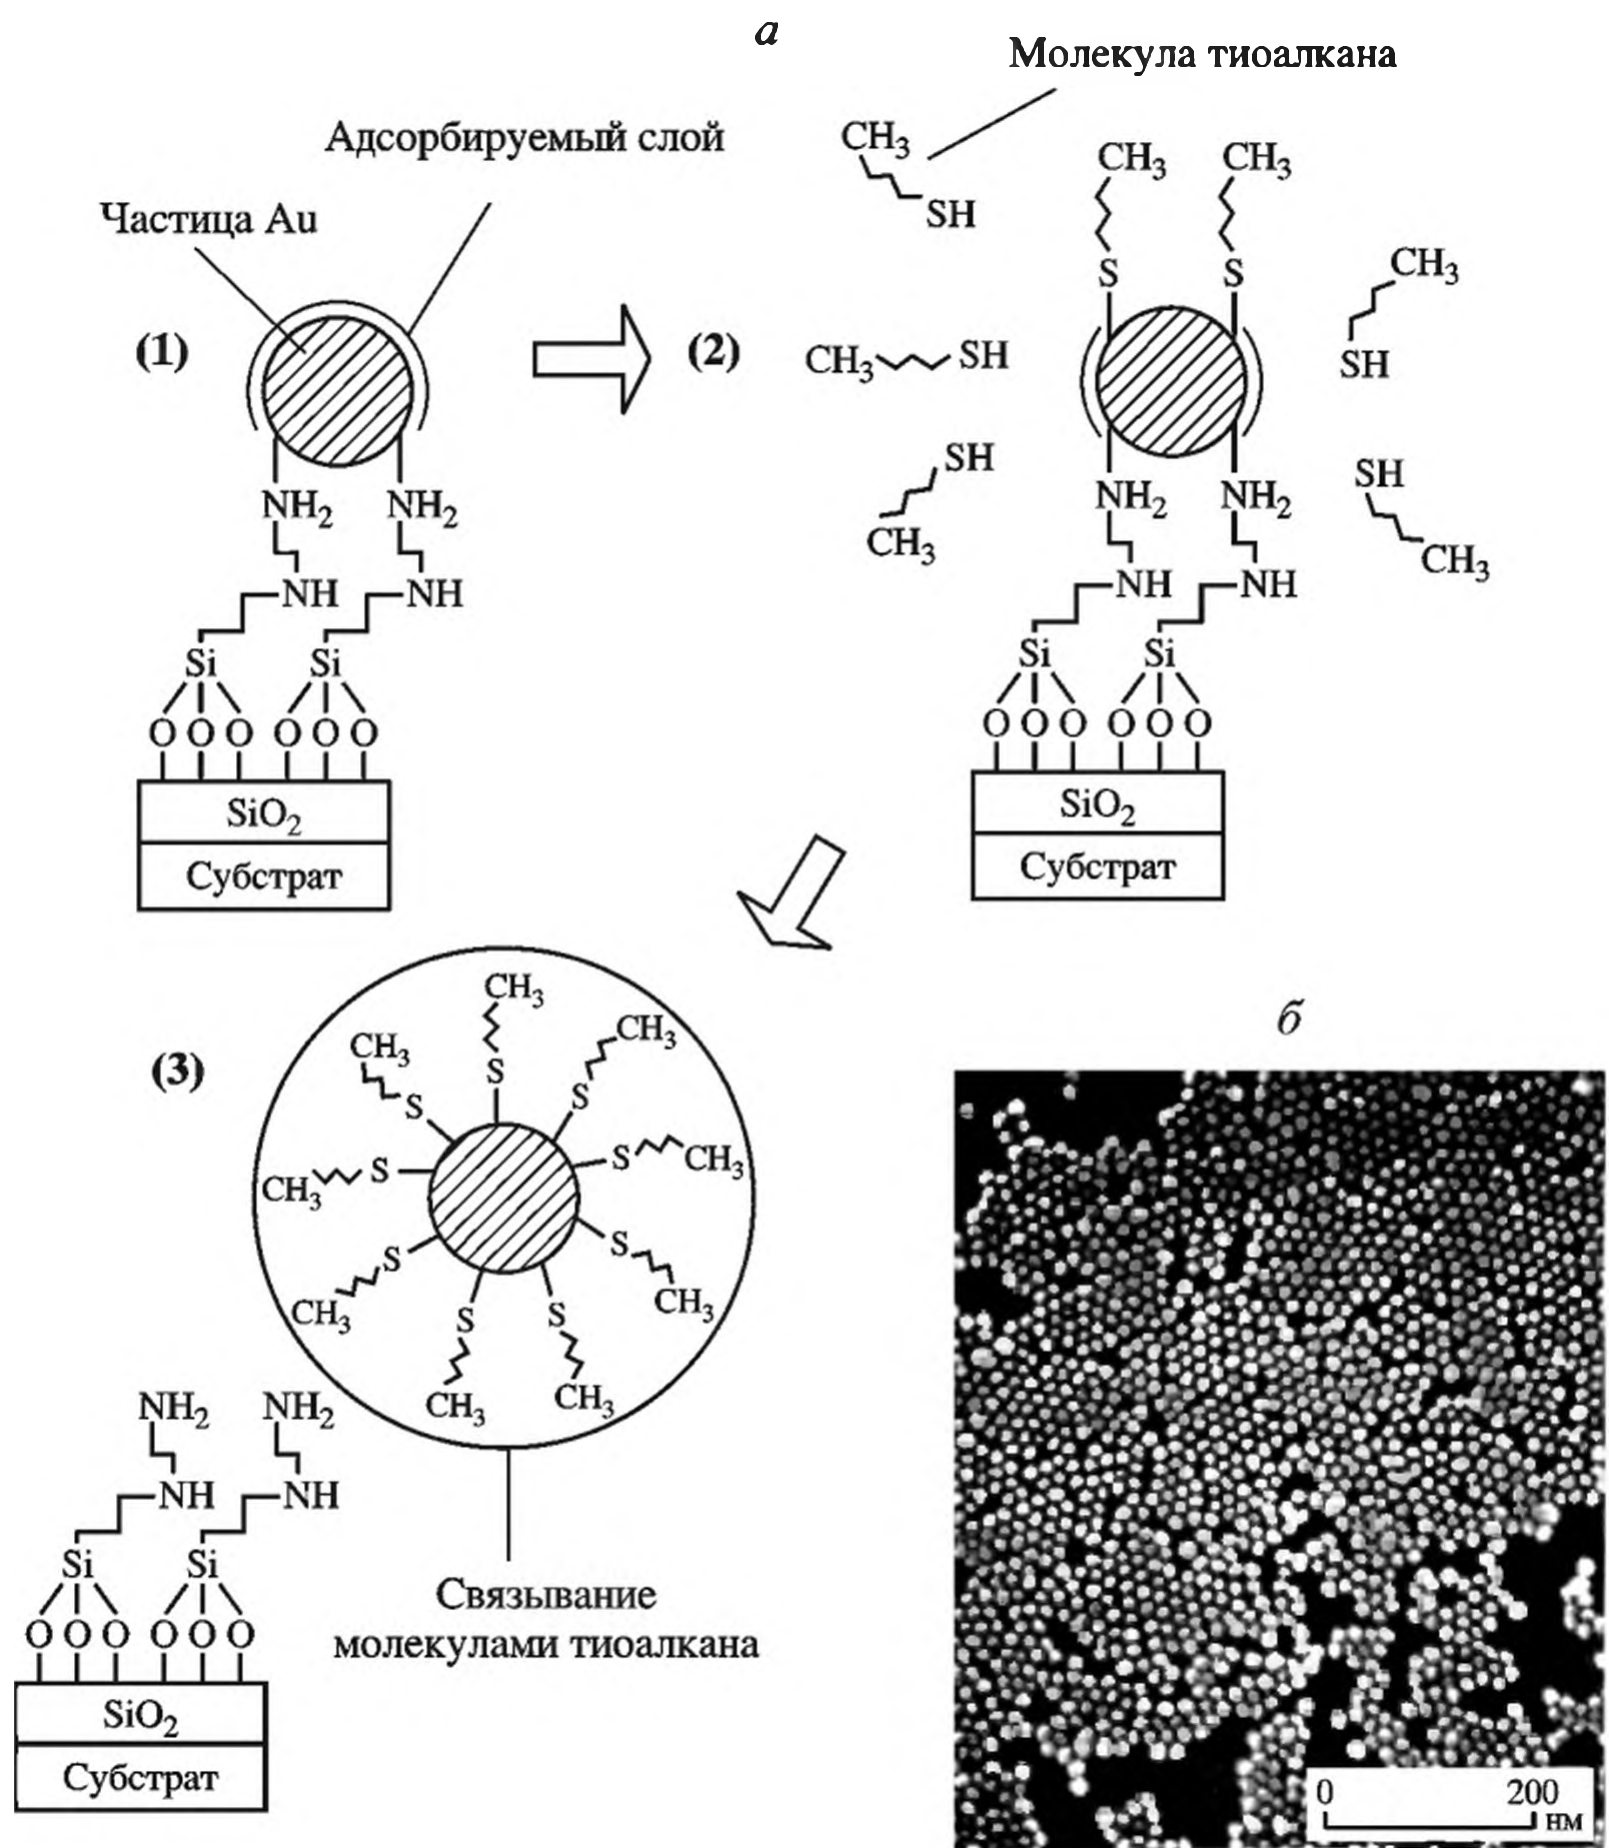 а
Молекула тиоалкана
Адсорбируемый слой
Частица Au
(1)
NH₂ NH₂
NH NH
Si Si
O O O O O O
SiO₂
Субстрат
(2)
CH₃
SH
CH₃ CH₃
S S
CH₃ SH
CH₃
SH
SH
CH₃
SH
CH₃
NH₂ NH₂
NH NH
Si Si
O O O O O O
SiO₂
Субстрат
(3)
CH₃
S
CH₃
S
CH₃
S
S CH₃
CH₃ S
S
CH₃
S
CH₃
S
CH₃
S
CH₃
NH₂ NH₂
NH NH
Si Si
O O O O O O
SiO₂
Субстрат
Связывание
молекулами тиоалкана
б
0 200
нм